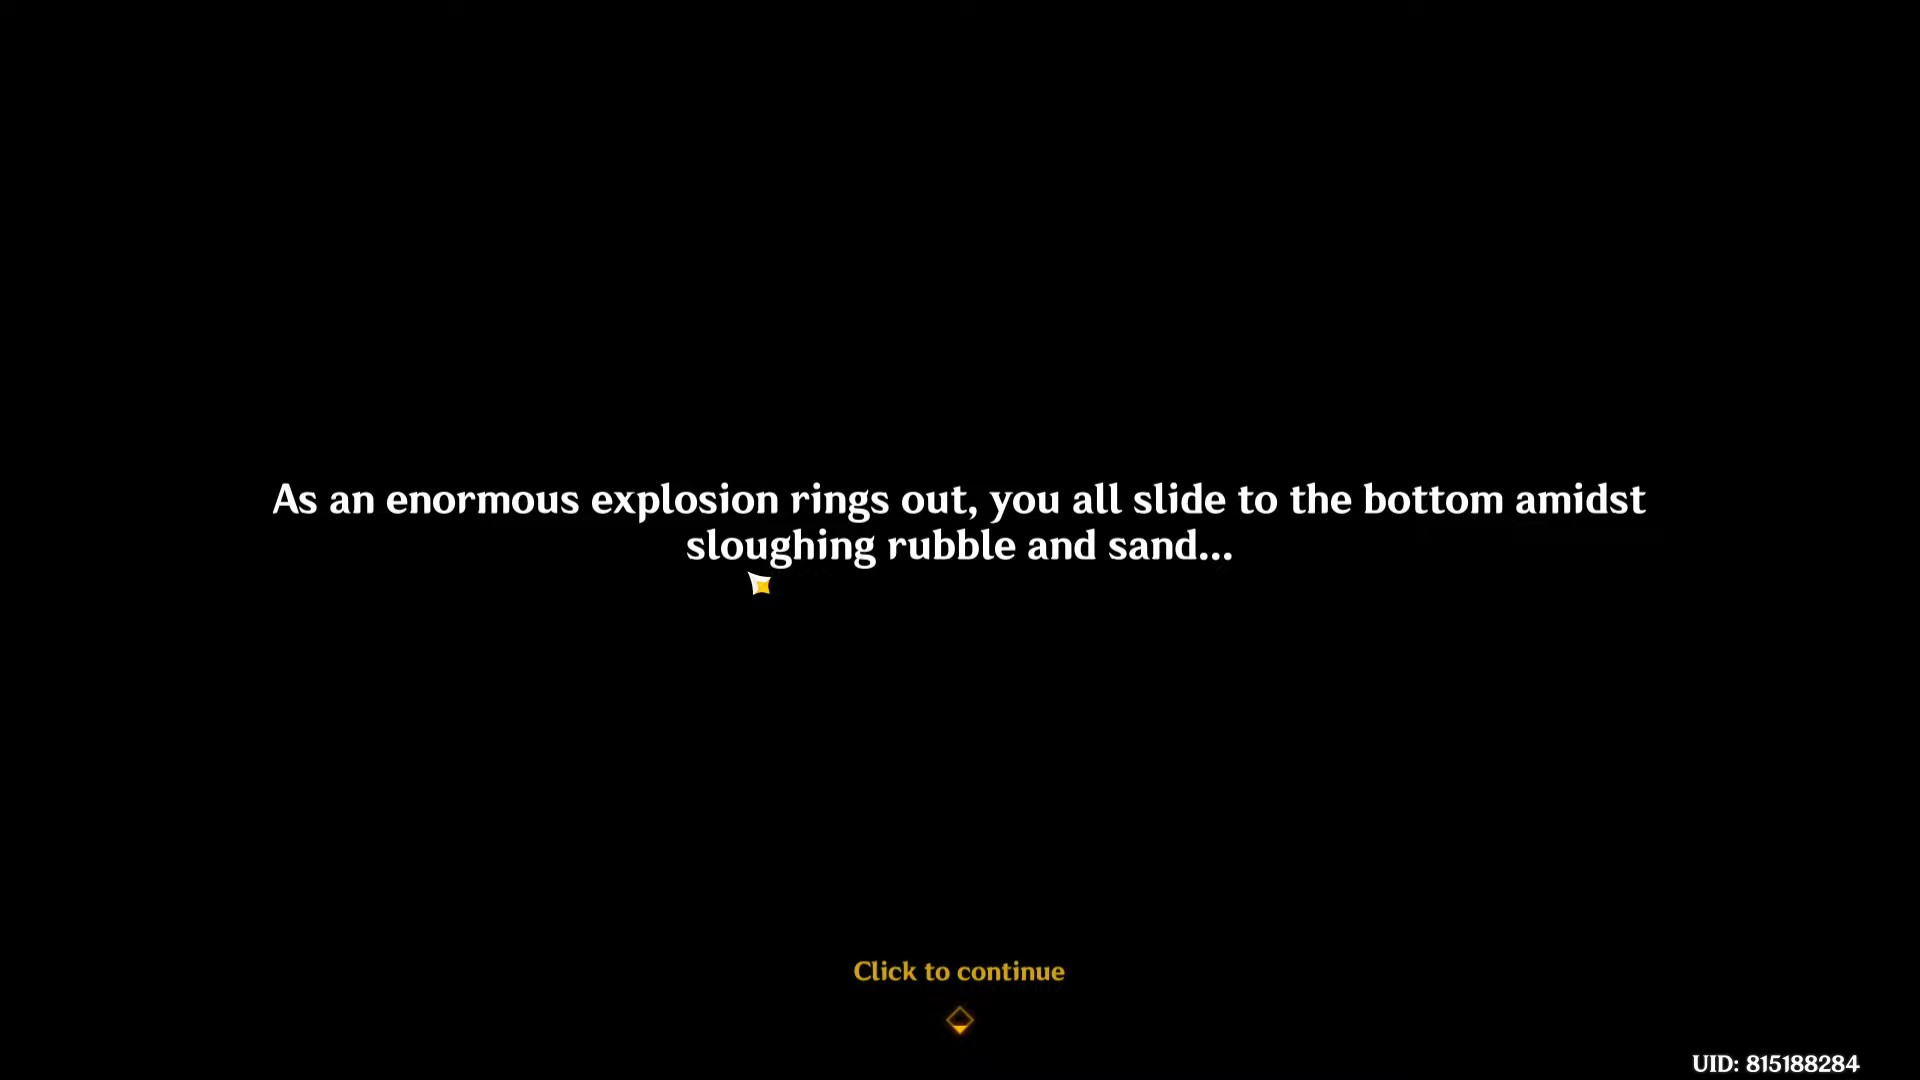 As an enormous explosion rings out, you all slide to the bottom amidst
sloughing rubble and sand...
Click to continue
UID: 815188284